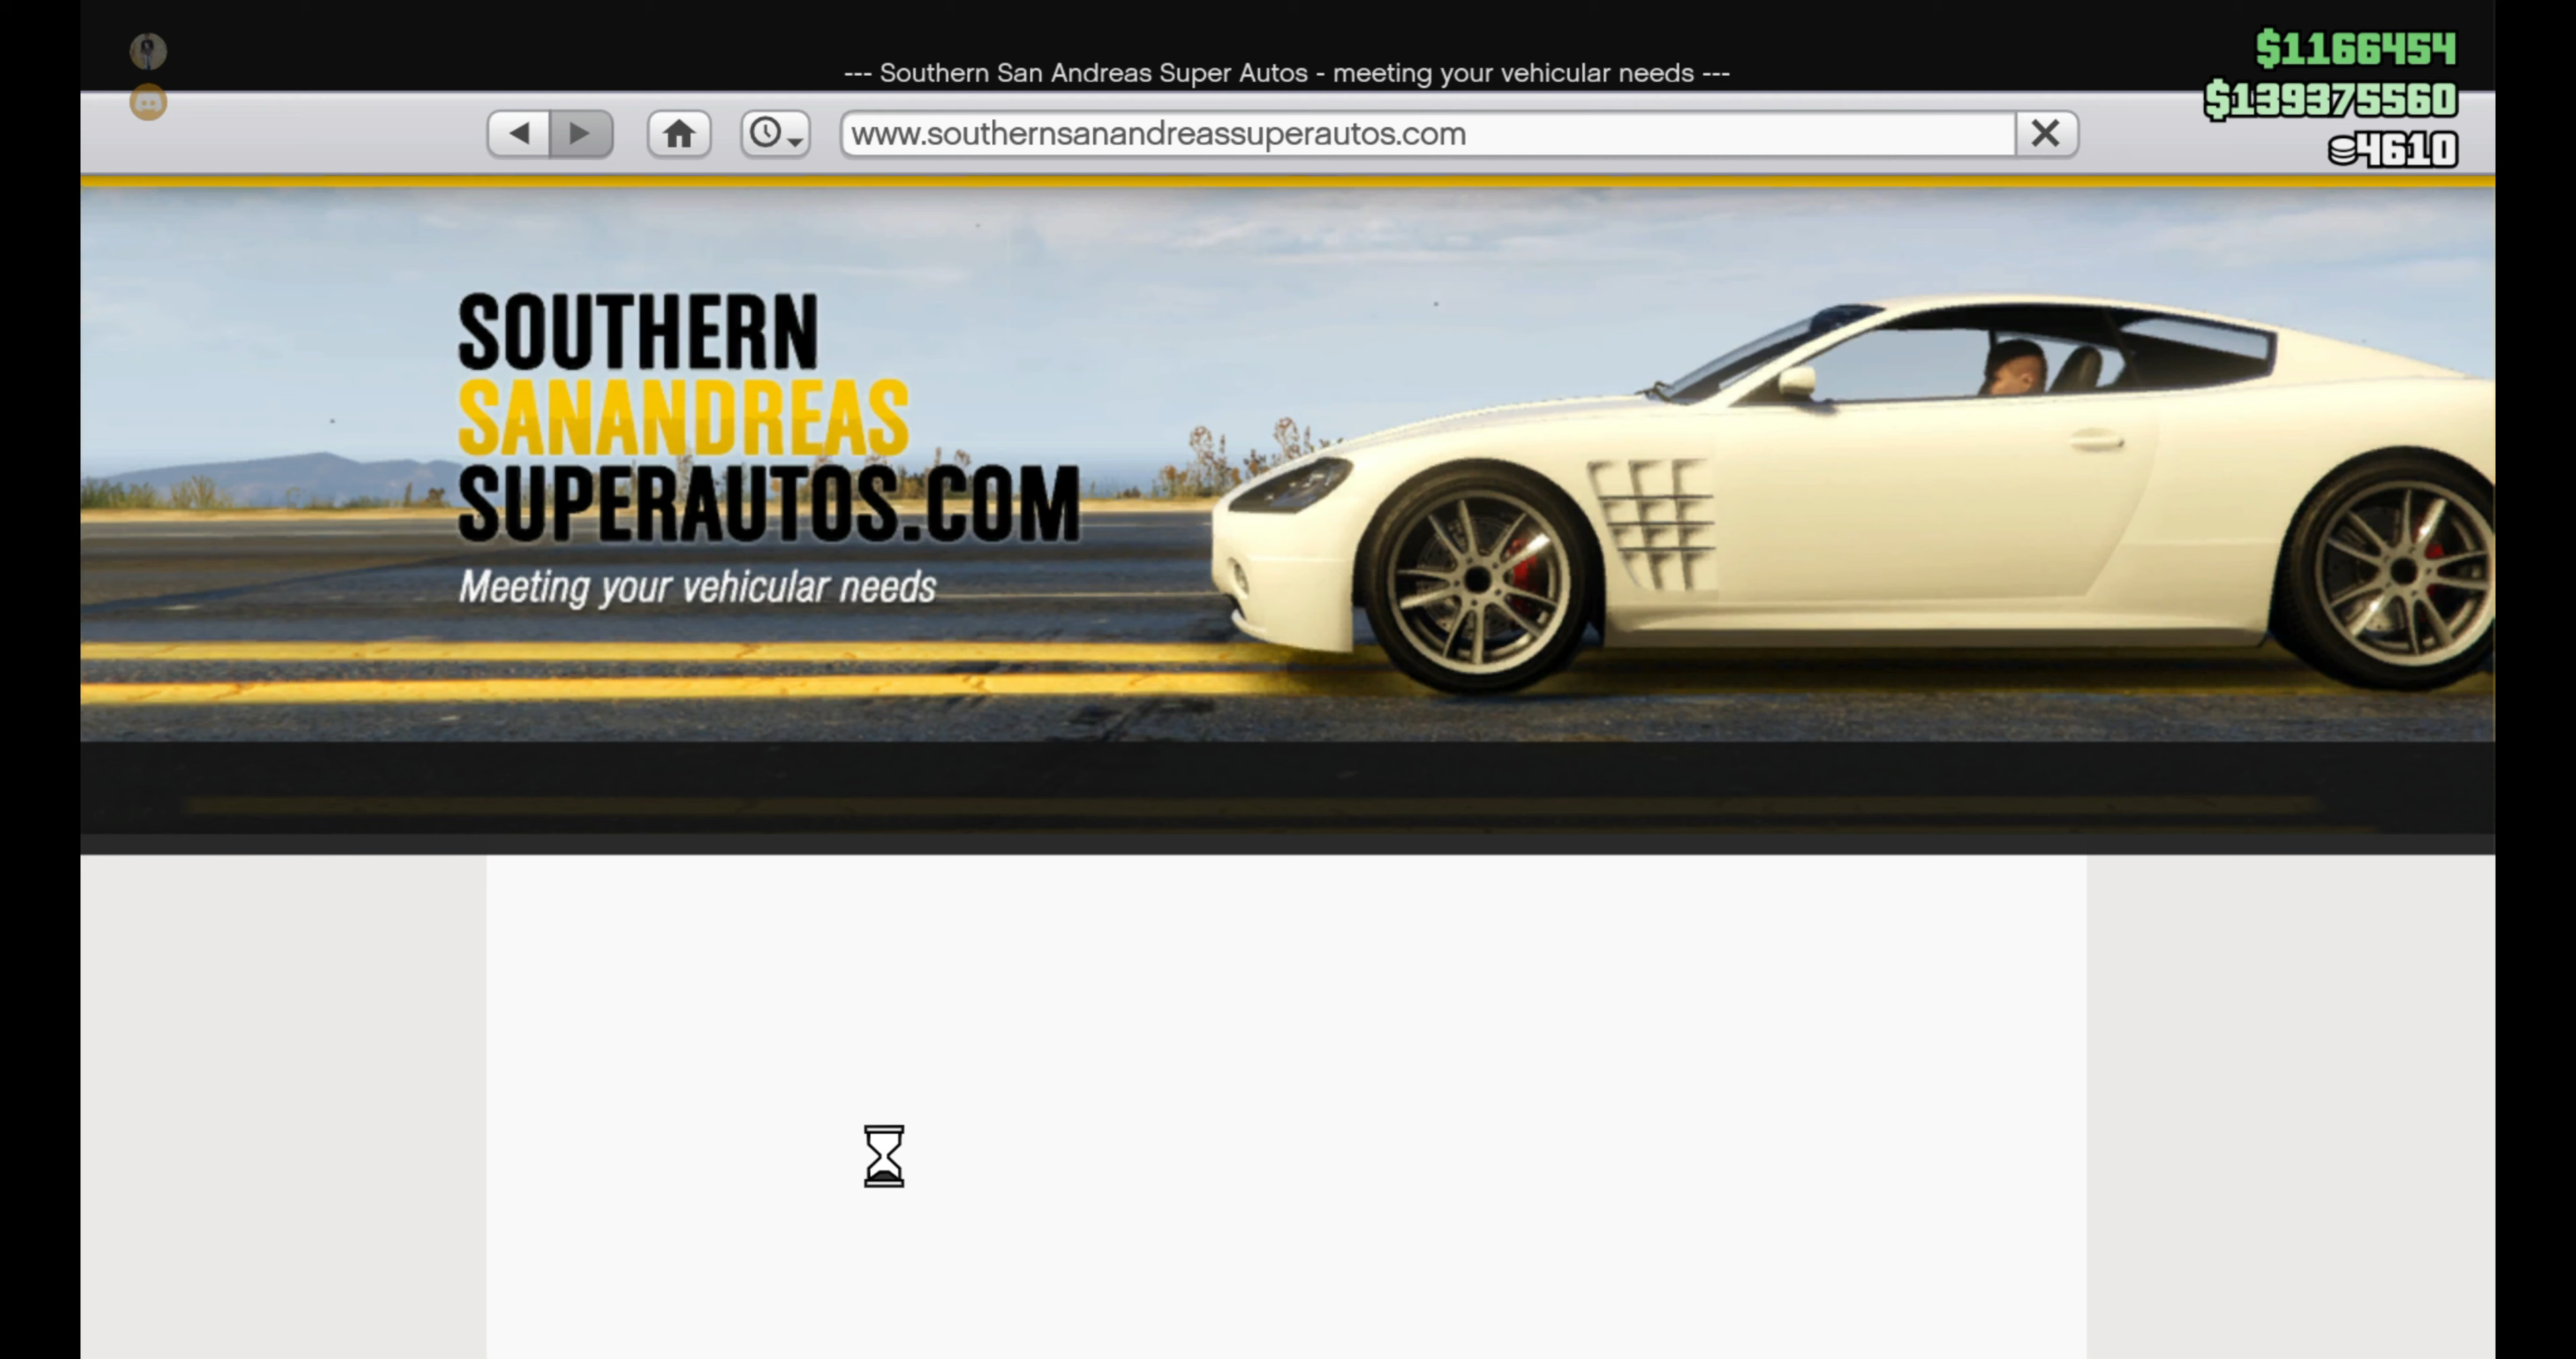 --- Southern San Andreas Super Autos - meeting your vehicular needs ---
$1166454
$139375560
4610
www.southernsanandreassuperautos.com
SOUTHERN
SANANDREAS
SUPERAUTOS.COM
Meeting your vehicular needs